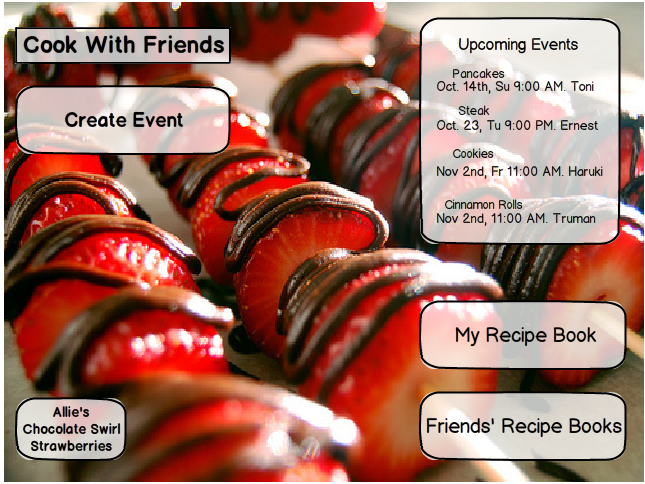 Cook With Friends
Create Event
Upcoming Events
Pancakes
Oct. 14th, Su 9:00 AM. Toni
Steak
Oct. 23, Tu 9:00 PM. Ernest
Cookies
Nov 2nd, Fr 11:00 AM. Haruki
Cinnamon Rolls
Nov 2nd, 11:00 AM. Truman
My Recipe Book
Friends' Recipe Books
Allie's
Chocolate Swirl
Strawberries